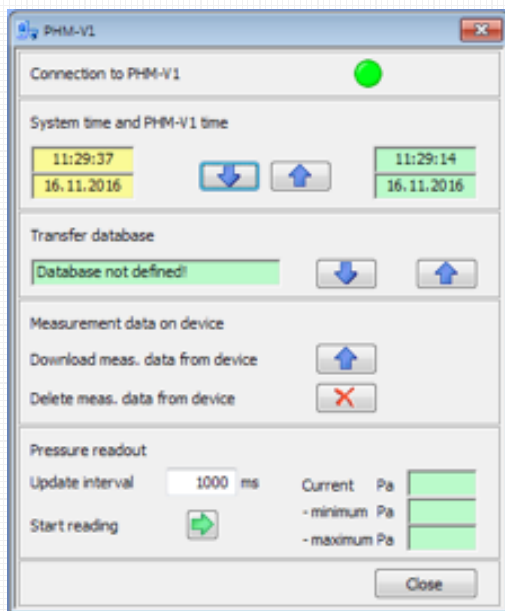 PHM-V1
Connection to PHM-V1
System time and PHM-V1 time
11:29:37 11:29:14
16.11.2016 16.11.2016
Transfer database
Database not defined!
Measurement data on device
Download meas. data from device
Delete meas. data from device
Pressure readout
Update interval 1000 ms
Current Pa
- minimum Pa
Start reading
- maximum Pa
Close